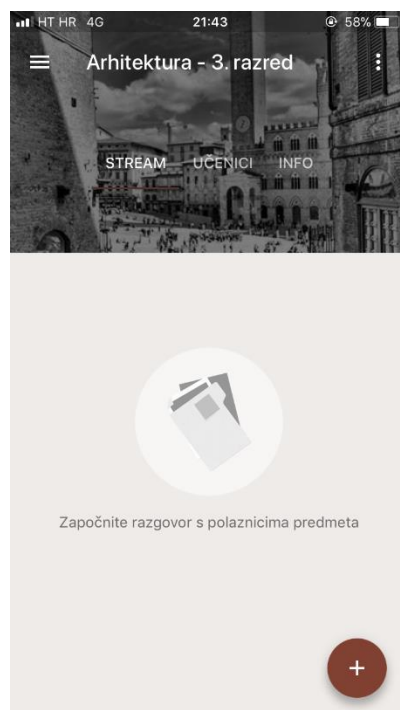 HT HR 4G 21:43 58%
Arhitektura - 3. razred
STREAM UČENICI INFO
Započnite razgovor s polaznicima predmeta
+